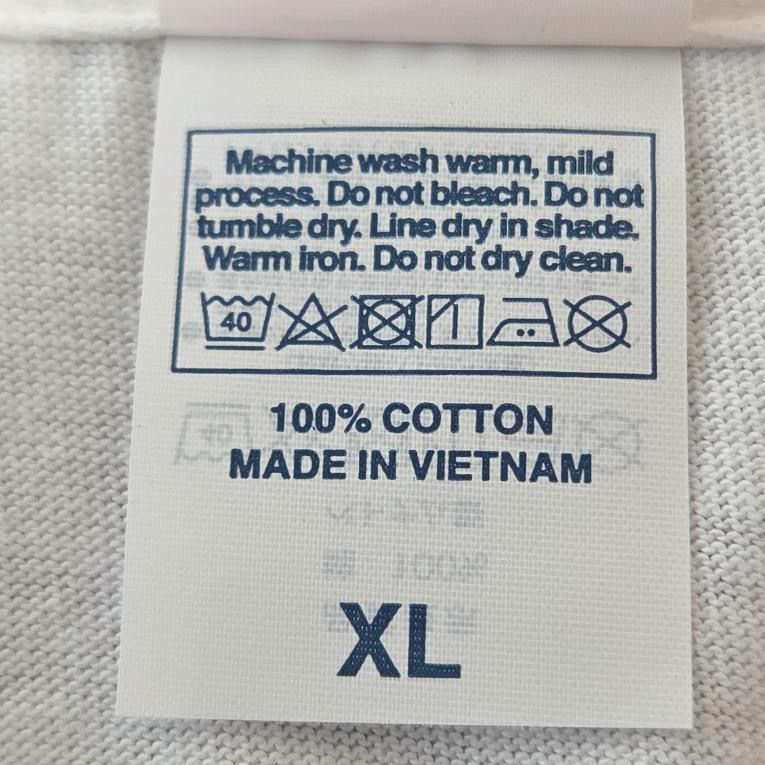 Machine wash warm, mild
process. Do not bleach. Do not
tumble dry. Line dry in shade.
Warm iron. Do not dry clean.
40
100% COTTON
MADE IN VIETNAM
XL